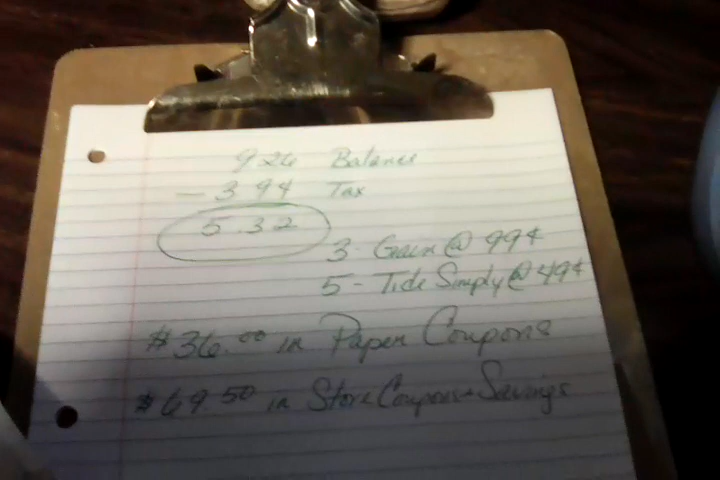 9 26 Balance
- 3 94 Tax
5.32
3 - Gain @ 99¢
5 - Tide Simply @ 49¢
$36.00 in Paper Coupons
$69 50 in Store Coupons + Savings